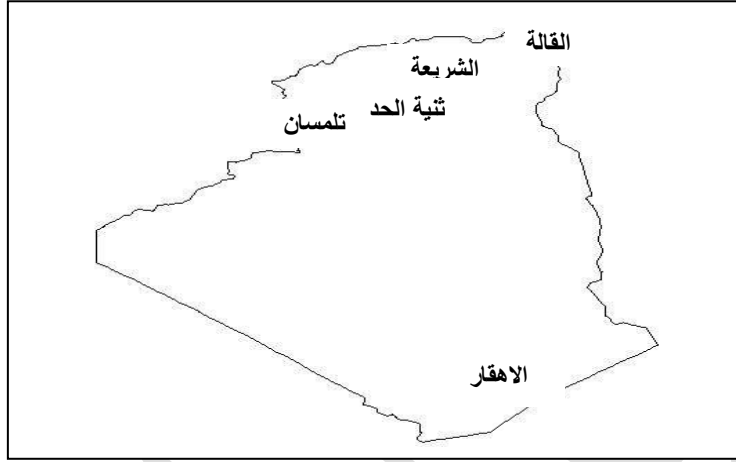 القالة
الشريعة
ثنية الحد
تلمسان
الاهقار